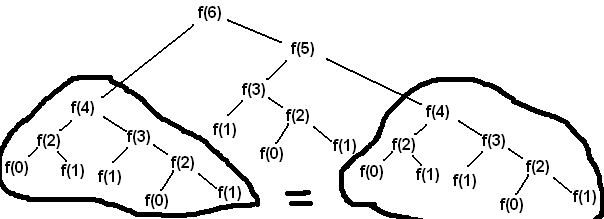 f(6)
f(5)
f(3)
f(4) f(4)
f(2) f(3) f(1) f(2) f(2) f(3)
f(0) f(1) f(1) f(2) f(0) f(1) f(0) f(1) f(1) f(2)
f(0) f(1) = f(0) f(1)